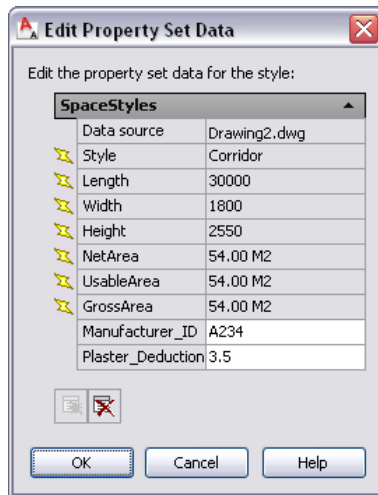 Edit Property Set Data
Edit the property set data for the style:
SpaceStyles
Data source Drawing2.dwg
Style Corridor
Length 30000
Width 1800
Height 2550
NetArea 54.00 M2
UsableArea 54.00 M2
GrossArea 54.00 M2
Manufacturer_ID A234
Plaster_Deduction 3.5
OK Cancel Help